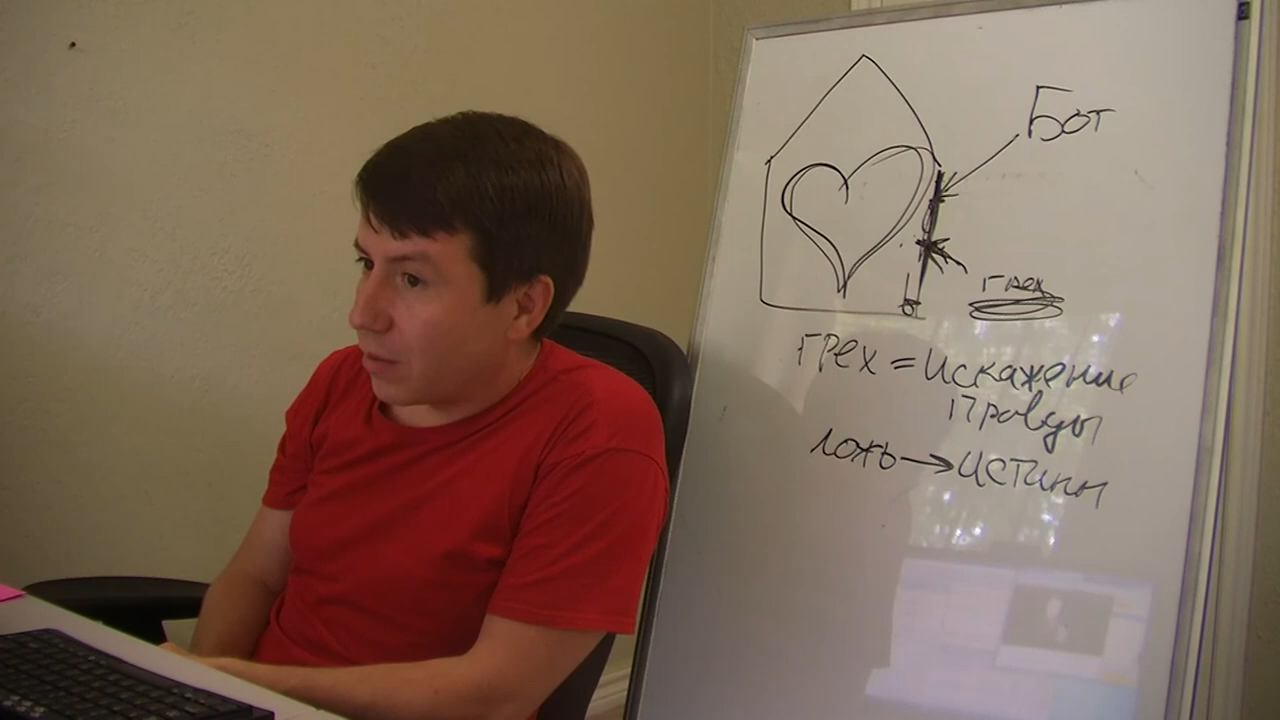 Бог
грех
грех = Искажение
Правды
ложь → истины